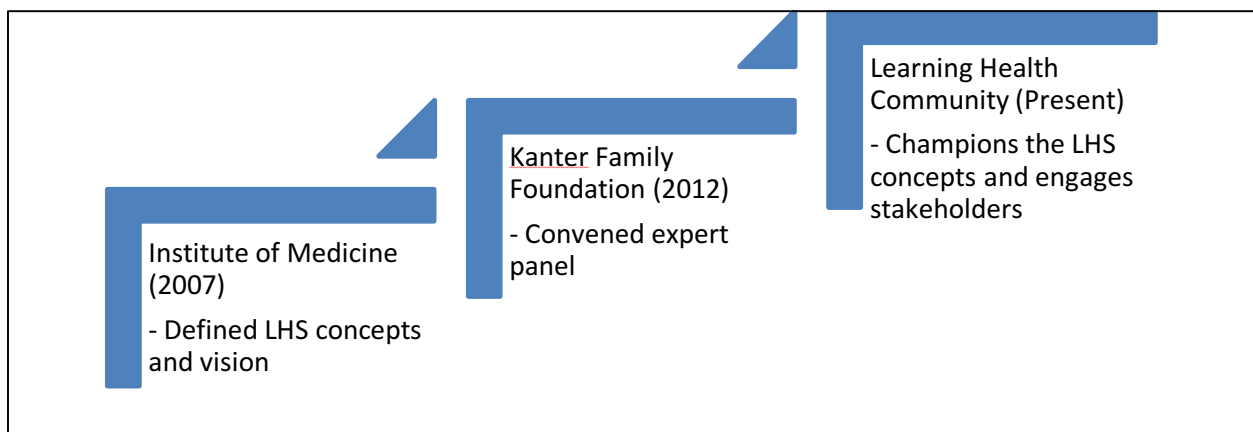 Institute of Medicine
(2007)
- Defined LHS concepts
and vision
Kanter Family
Foundation (2012)
- Convened expert
panel
Learning Health
Community (Present)
- Champions the LHS
concepts and engages
stakeholders